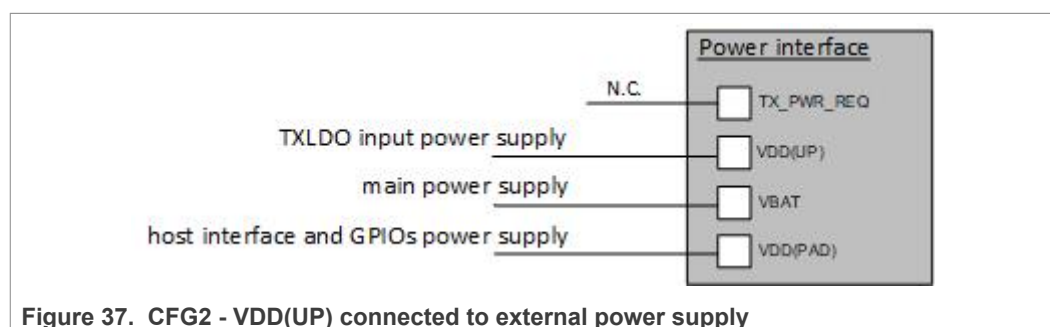 Power interface
N.C.
TX_PWR_REQ
TXLDO input power supply
VDD(UP)
main power supply
VBAT
host interface and GPIOs power supply
VDD(PAD)
Figure 37. CFG2 - VDD(UP) connected to external power supply